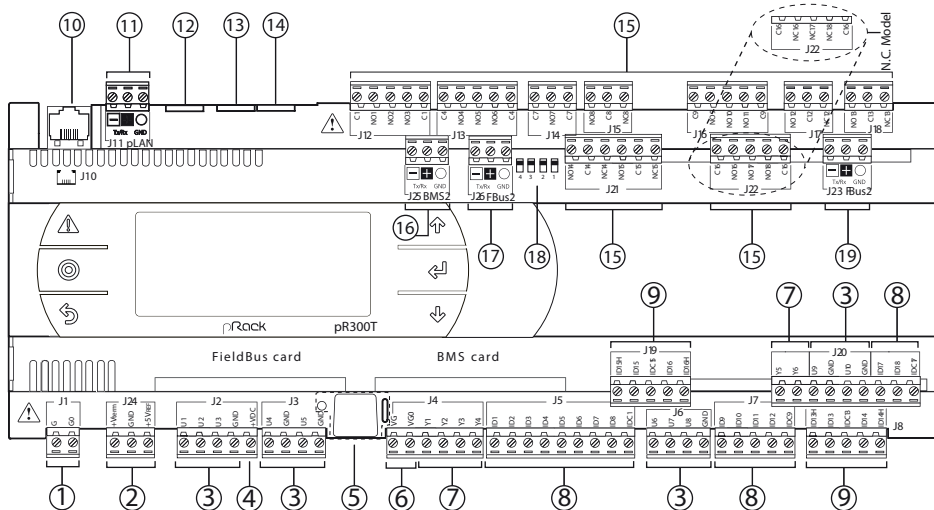 10 11 12 13 14 15
C16 NC16 NC17 NC18 C16
J22
N.C. Model
C1 NO1 NO2 NO3 C1 C4 NO4 NO5 NO6 C4 C7 NO7 C7 NO8 C8 NO8 C9 NO9 NO10 NO11 C9 NO12 C12 NO12 NO13 C13 NC13
J12 J13 J14 J15 J16 J17 J18
Tx/Rx GND
J11 pLAN
J10
Tx/Rx GND
J25 BMS2
Tx/Rx GND
J26 FBus2
4 3 2 1
NO14 C14 NC14 NO15 C15 NC15
J21
C16 NO16 NO17 NO18 C16
J22
Tx/Rx GND
J23 FBus2
16 17 18 15 15 19
pRack pR300T
FieldBus card BMS card
9 7 3 8
J19
ID15H ID15 IDC15 ID16 ID16H
J20
Y5 Y6 U9 GND U10 GND ID17 ID18 IDC17
J1 J24 J2 J3 J4 J5 J6 J7 J8
G G0 +Vterm GND +5Vref U1 U2 U3 GND +VDC U4 GND U5 GND VG VG0 Y1 Y2 Y3 Y4 ID1 ID2 ID3 ID4 ID5 ID6 ID7 ID8 IDC1 U6 U7 U8 GND ID9 ID10 ID11 ID12 IDC9 ID13H ID13 IDC13 ID14 ID14H
1 2 3 4 3 5 6 7 8 3 8 9